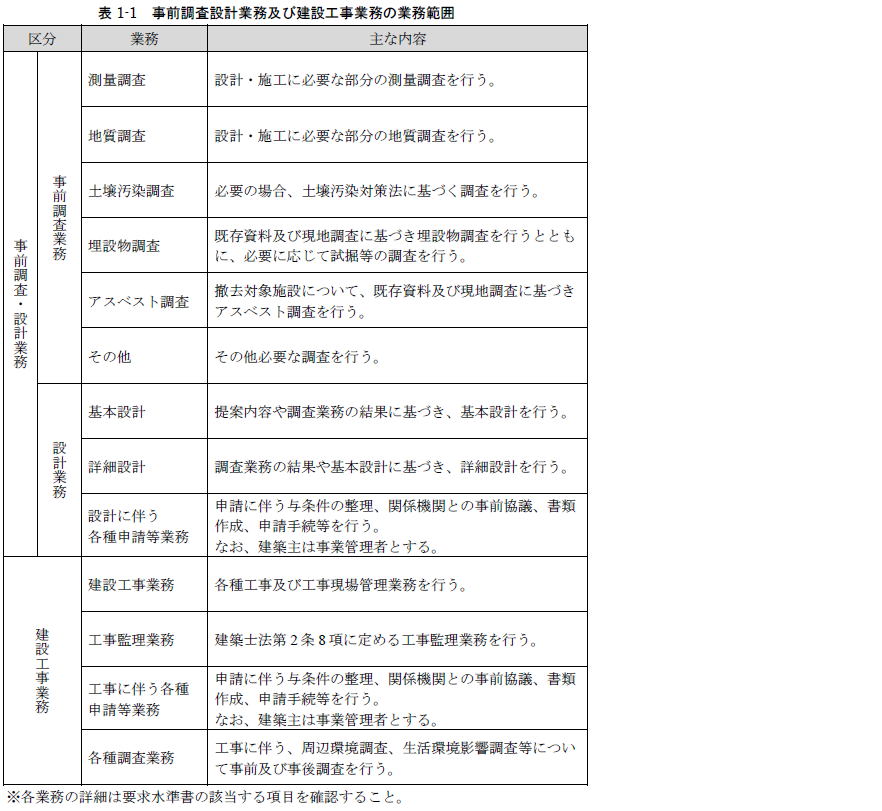 表 1-1　事前調査設計業務及び建設工事業務の業務範囲
区分
業務
主な内容
事前調査・設計業務
事前調査業務
測量調査
設計・施工に必要な部分の測量調査を行う。
地質調査
設計・施工に必要な部分の地質調査を行う。
土壌汚染調査
必要の場合、土壌汚染対策法に基づく調査を行う。
埋設物調査
既存資料及び現地調査に基づき埋設物調査を行うととも
に、必要に応じて試掘等の調査を行う。
アスベスト調査
撤去対象施設について、既存資料及び現地調査に基づき
アスベスト調査を行う。
その他
その他必要な調査を行う。
設計業務
基本設計
提案内容や調査業務の結果に基づき、基本設計を行う。
詳細設計
調査業務の結果や基本設計に基づき、詳細設計を行う。
設計に伴う
各種申請等業務
申請に伴う与条件の整理、関係機関との事前協議、書類
作成、申請手続等を行う。
なお、建築主は事業管理者とする。
建設工事業務
建設工事業務
各種工事及び工事現場管理業務を行う。
工事監理業務
建築士法第 2 条 8 項に定める工事監理業務を行う。
工事に伴う各種
申請等業務
申請に伴う与条件の整理、関係機関との事前協議、書類
作成、申請手続等を行う。
なお、建築主は事業管理者とする。
各種調査業務
工事に伴う、周辺環境調査、生活環境影響調査等につい
て事前及び事後調査を行う。
※各業務の詳細は要求水準書の該当する項目を確認すること。